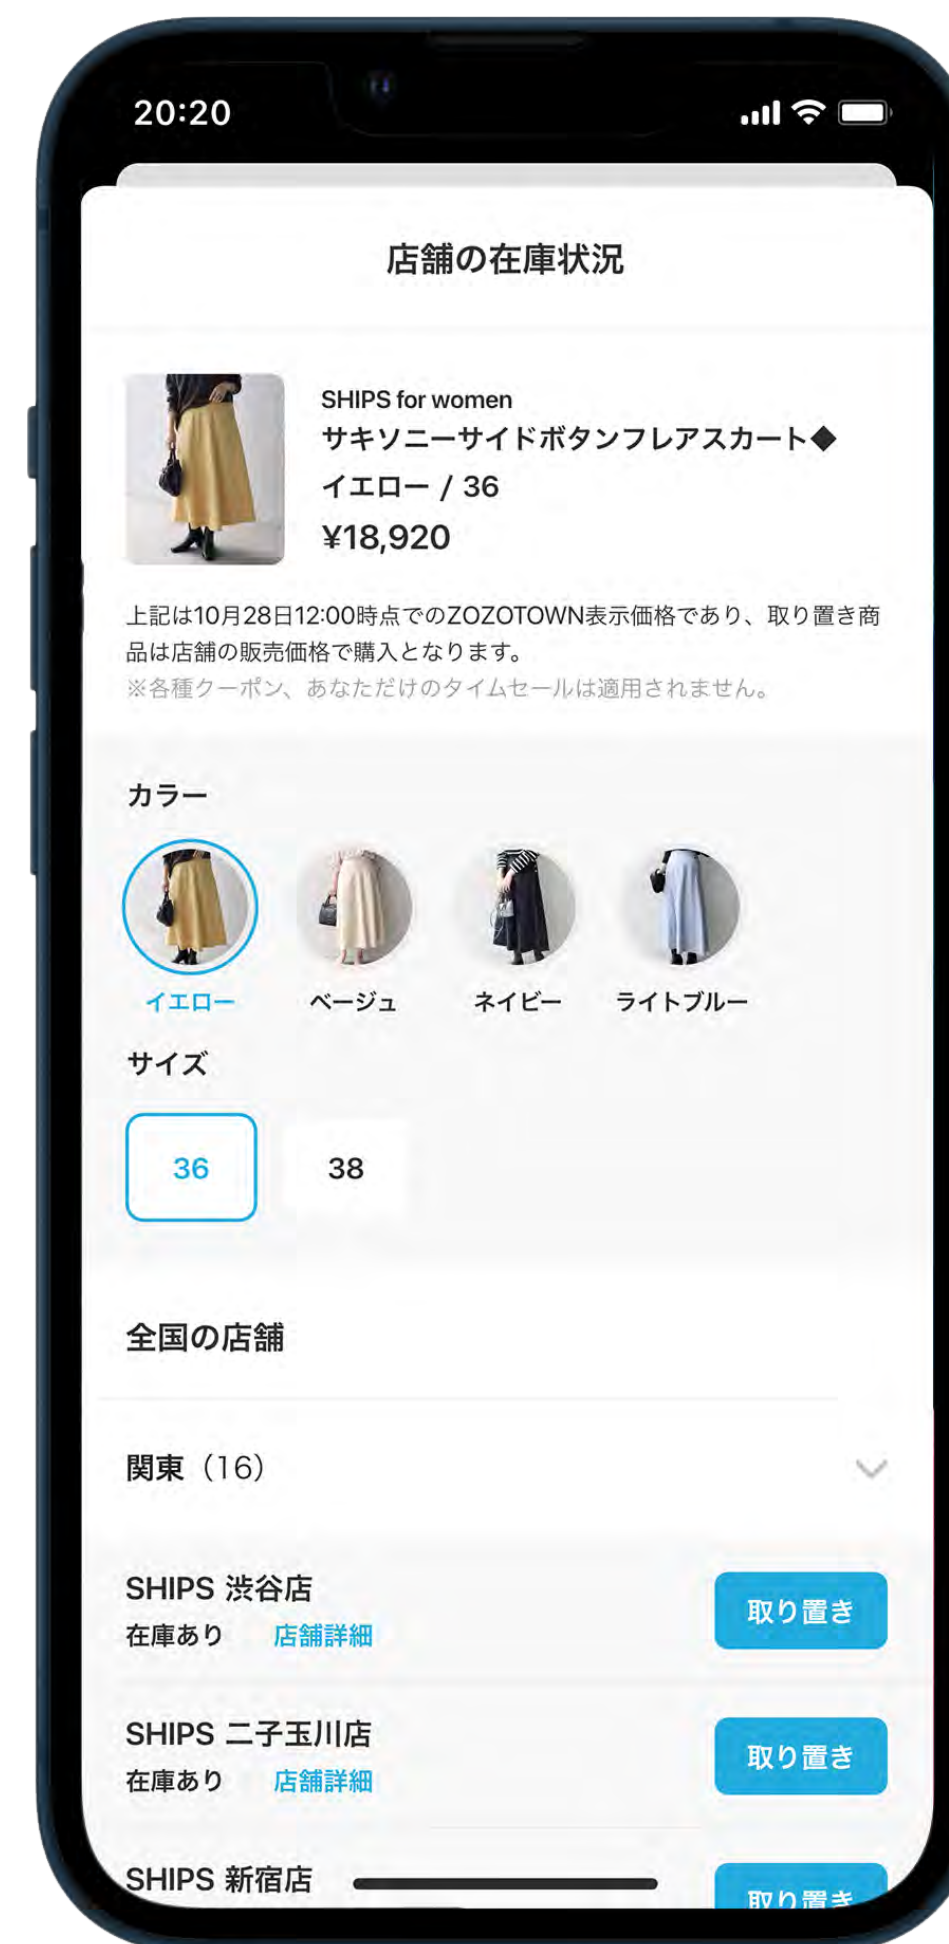 20:20
店舗の在庫状況
SHIPS for women
サキソニーサイドボタンフレアスカート◆
イエロー / 36
¥18,920
上記は10月28日12:00時点でのZOZOTOWN表示価格であり、取り置き商
品は店舗の販売価格で購入となります。
※各種クーポン、あなただけのタイムセールは適用されません。
カラー
イエロー ベージュ ネイビー ライトブルー
サイズ
36 38
全国の店舗
関東（16）
SHIPS 渋谷店
在庫あり 店舗詳細 取り置き
SHIPS 二子玉川店
在庫あり 店舗詳細 取り置き
SHIPS 新宿店
取り置き